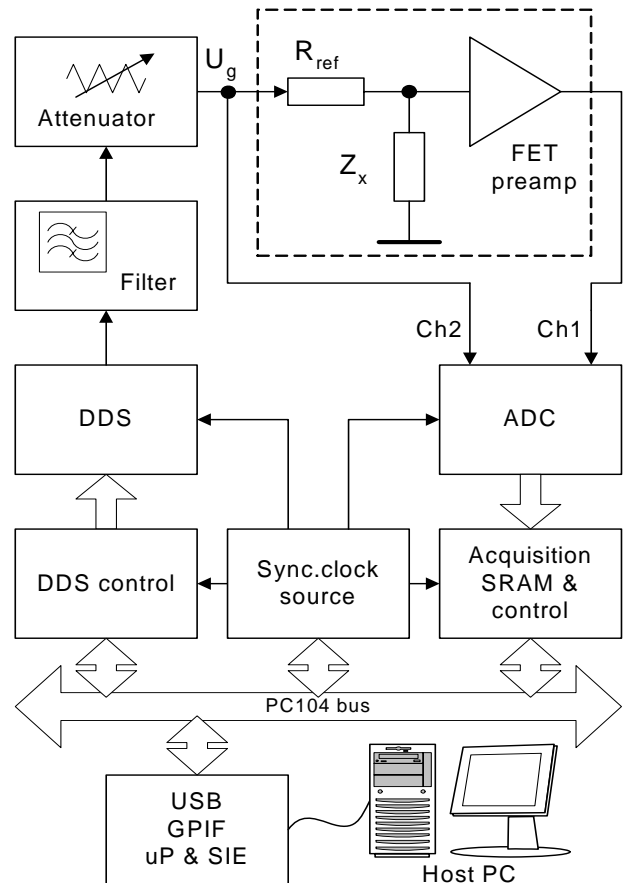 U_g
R_ref
Attenuator
Z_x
FET
preamp
Filter
Ch2
Ch1
DDS
ADC
DDS control
Sync.clock
source
Acquisition
SRAM &
control
PC104 bus
USB
GPIF
uP & SIE
Host PC